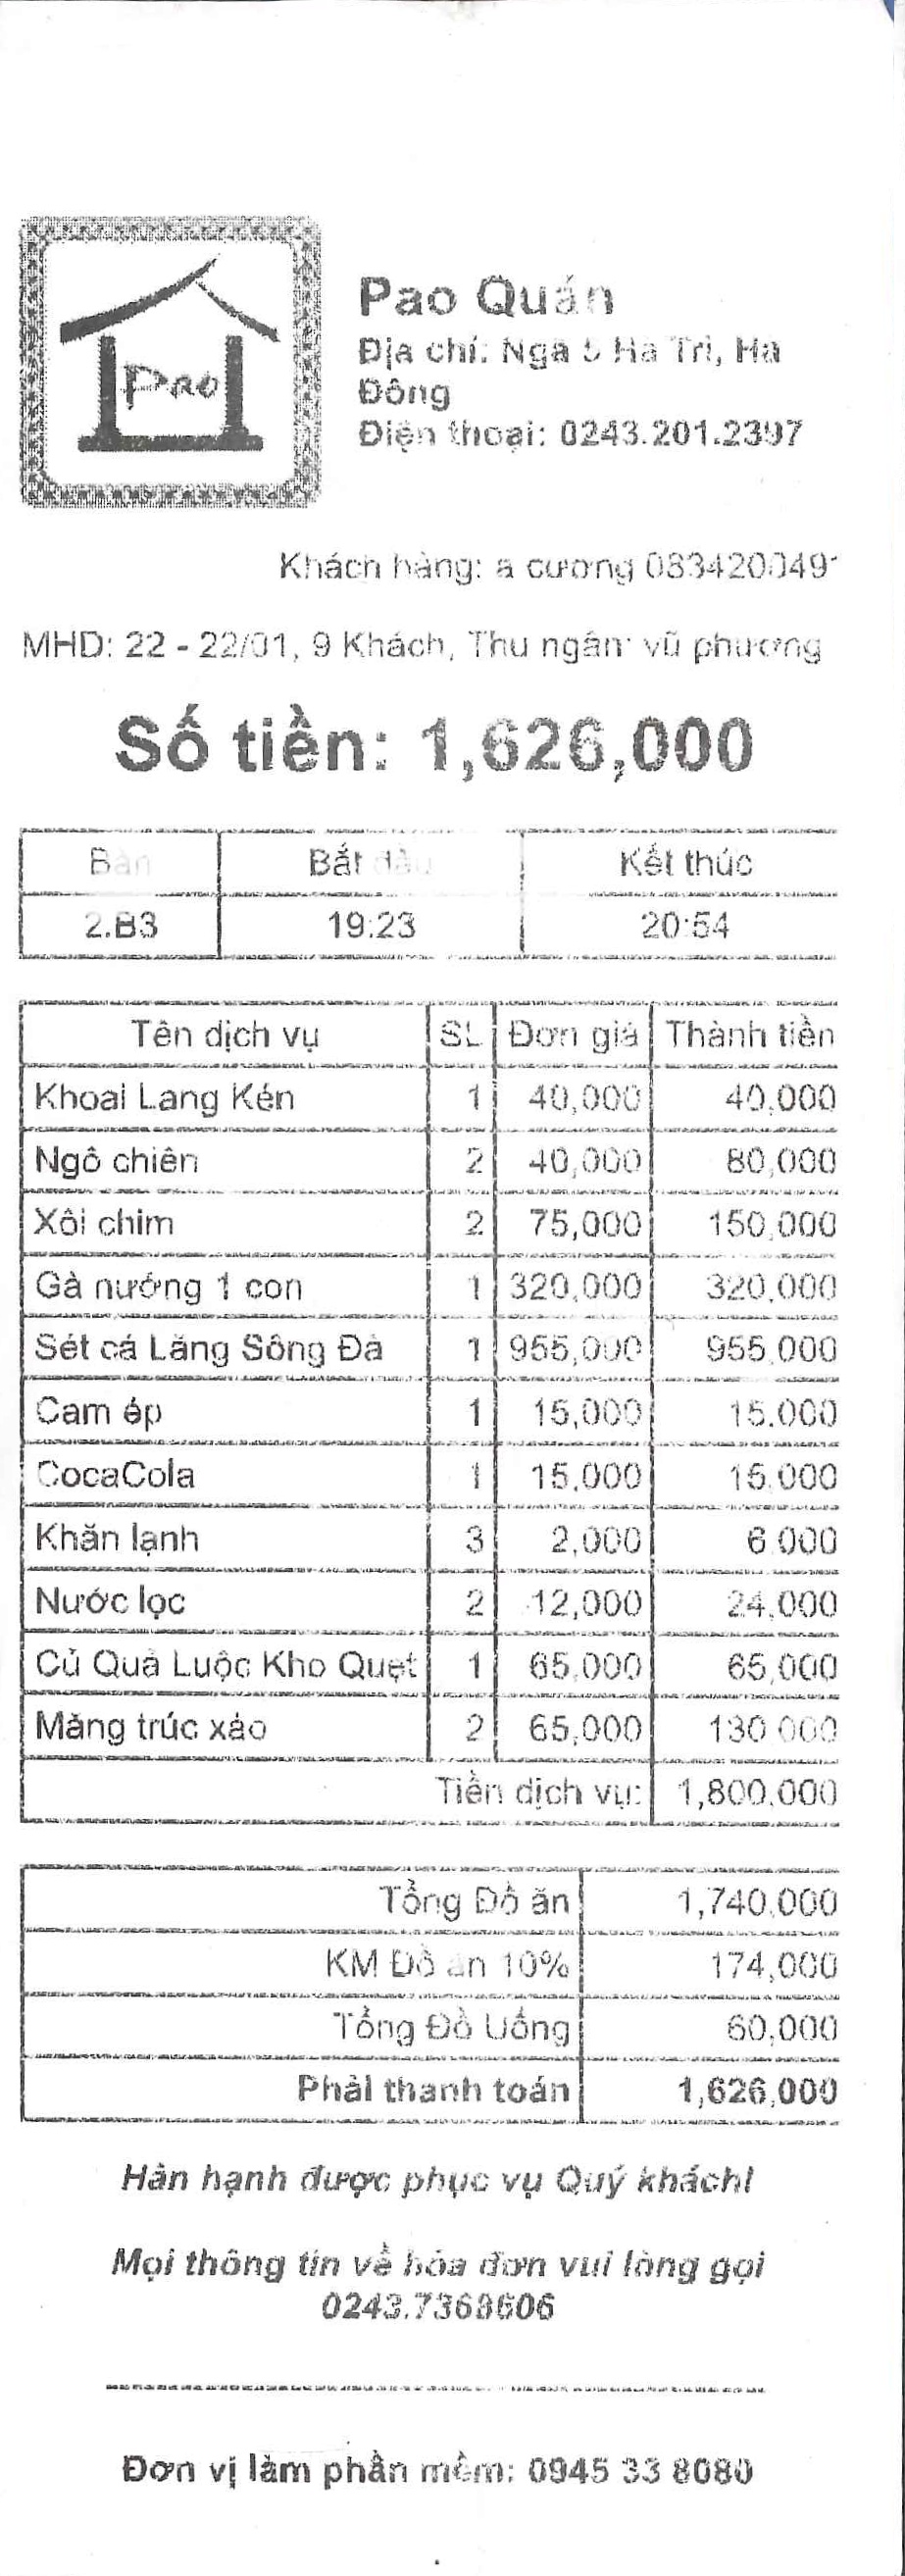 Pao
Pao Quán
Địa chỉ: Ngã 5 Hà Trì, Hà
Đông
Điện thoại: 0243.201.2397
Khách hàng: a cương 0834200491
MHD: 22 - 22/01, 9 Khách, Thu ngân: vũ phương
Số tiền: 1,626,000
Bàn Bắt đầu Kết thúc
2.B3 19:23 20:54
Tên dịch vụ SL Đơn giá Thành tiền
Khoai Lang Kén 1 40,000 40,000
Ngô chiên 2 40,000 80,000
Xôi chim 2 75,000 150,000
Gà nướng 1 con 1 320,000 320,000
Sét cá Lăng Sông Đà 1 955,000 955,000
Cam ép 1 15,000 15.000
CocaCola 1 15,000 15,000
Khăn lạnh 3 2,000 6,000
Nước lọc 2 12,000 24,000
Củ Quả Luộc Kho Quẹt 1 65,000 65,000
Măng trúc xào 2 65,000 130,000
Tiền dịch vụ: 1,800,000
Tổng Đồ ăn 1,740,000
KM Đồ ăn 10% 174,000
Tổng Đồ Uống 60,000
Phải thanh toán 1,626,000
Hân hạnh được phục vụ Quý khách!
Mọi thông tin về hóa đơn vui lòng gọi
0243.7368606
Đơn vị làm phần mềm: 0945 33 8080